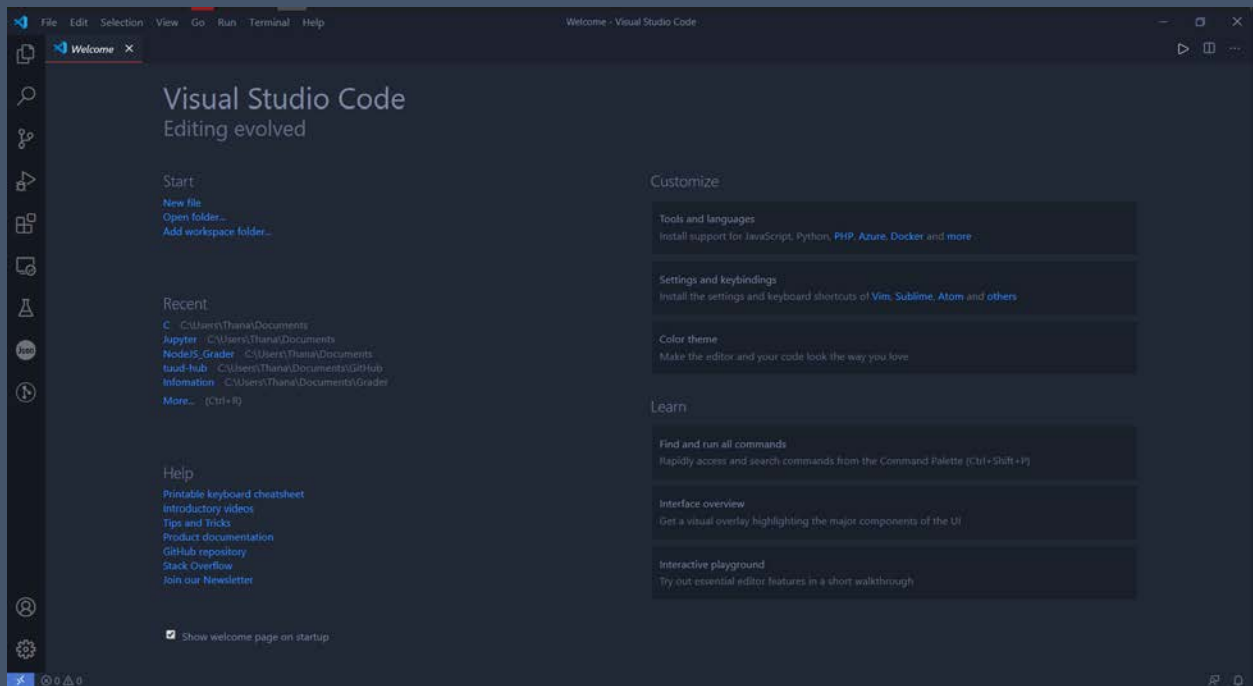 File Edit Selection View Go Run Terminal Help
Welcome - Visual Studio Code
Welcome
Visual Studio Code
Editing evolved
Start
New file
Open folder...
Add workspace folder...
Recent
C C:\Users\Thana\Documents
Jupyter C:\Users\Thana\Documents
NodeJS_Grader C:\Users\Thana\Documents
tuud-hub C:\Users\Thana\Documents\GitHub
Infomation C:\Users\Thana\Documents\Grader
More... (Ctrl+R)
Help
Printable keyboard cheatsheet
Introductory videos
Tips and Tricks
Product documentation
GitHub repository
Stack Overflow
Join our Newsletter
Show welcome page on startup
Customize
Tools and languages
Install support for JavaScript, Python, PHP, Azure, Docker and more
Settings and keybindings
Install the settings and keyboard shortcuts of Vim, Sublime, Atom and others
Color theme
Make the editor and your code look the way you love
Learn
Find and run all commands
Rapidly access and search commands from the Command Palette (Ctrl+Shift+P)
Interface overview
Get a visual overlay highlighting the major components of the UI
Interactive playground
Try out essential editor features in a short walkthrough
Json
0 0